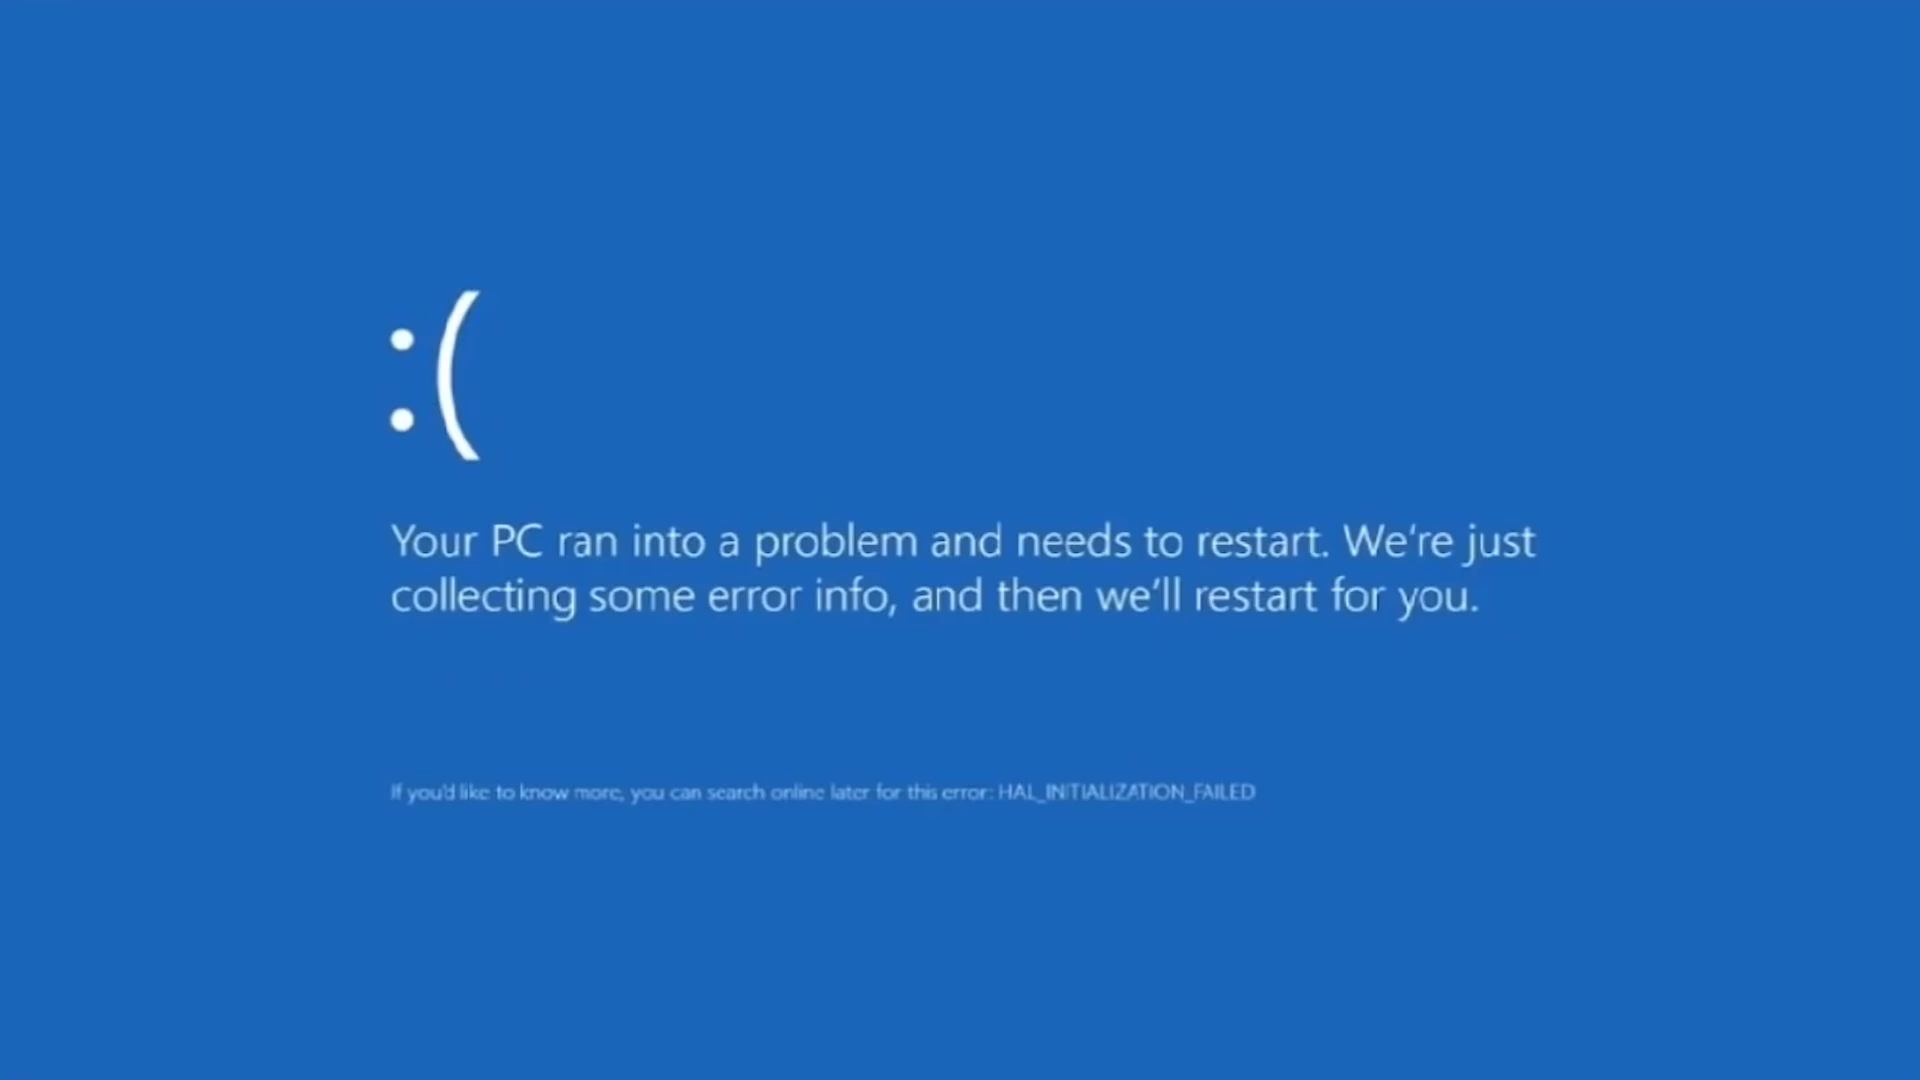 :(
Your PC ran into a problem and needs to restart. We're just
collecting some error info, and then we'll restart for you.
If you'd like to know more, you can search online later for this error: HAL_INITIALIZATION_FAILED